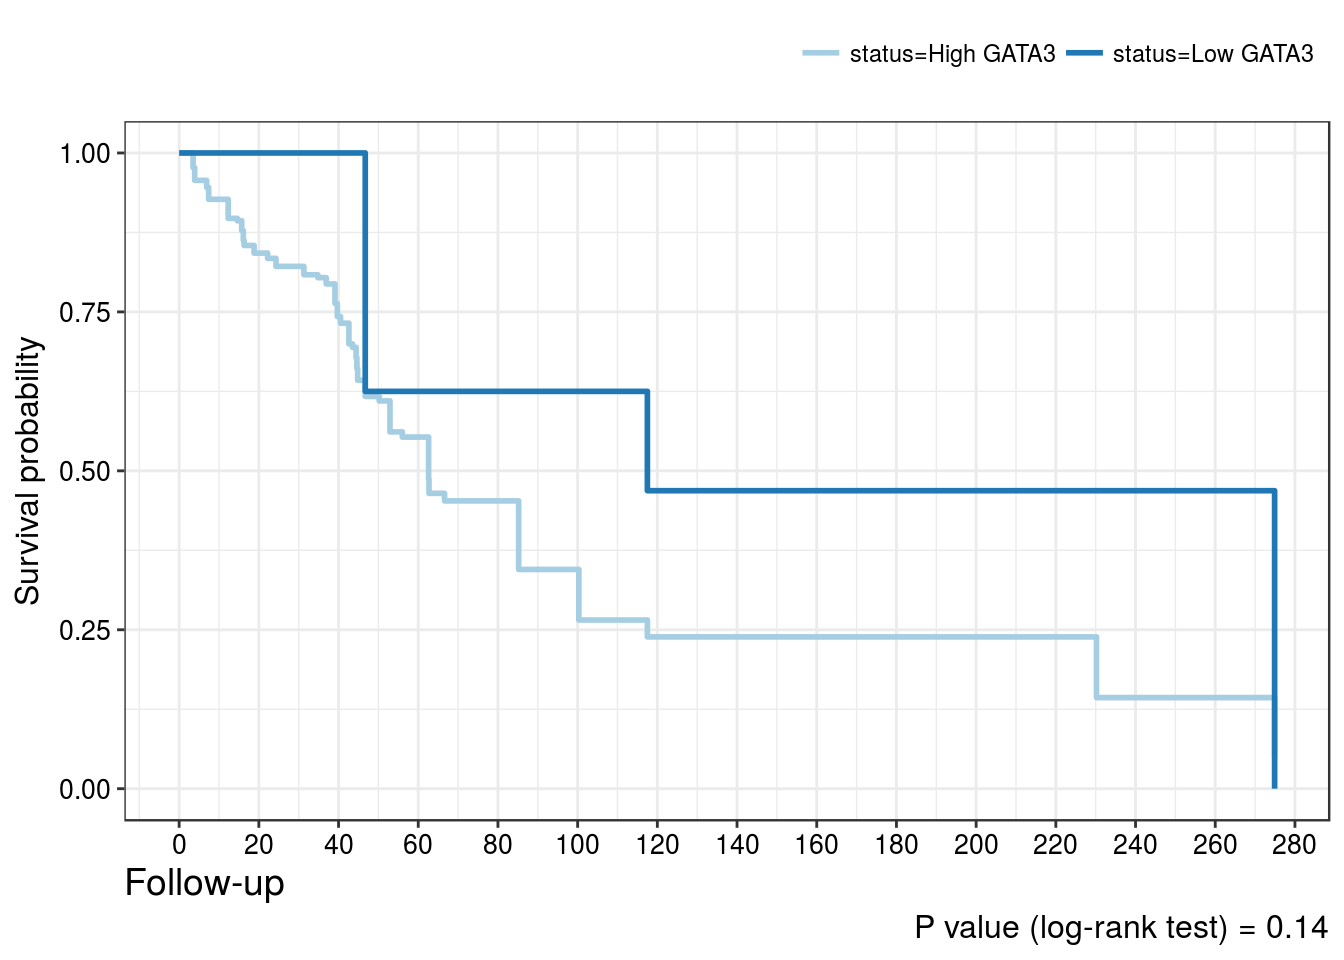 status=High GATA3 status=Low GATA3
1.00
0.75
0.50
0.25
0.00
Survival probability
0 20 40 60 80 100 120 140 160 180 200 220 240 260 280
Follow-up
P value (log-rank test) = 0.14